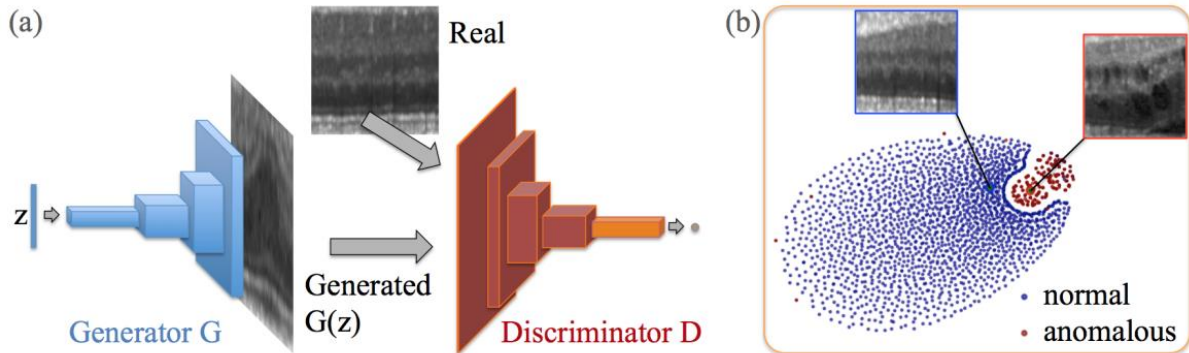 (a)
Real
z
Generated
G(z)
Generator G
Discriminator D
(b)
normal
anomalous